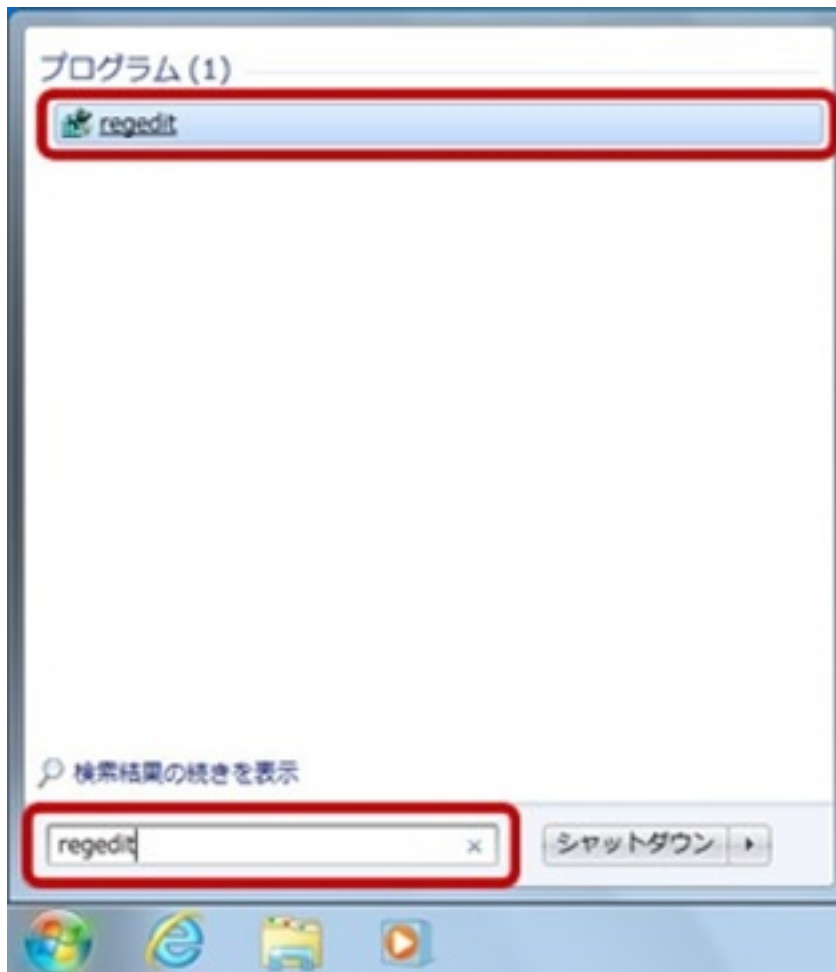 プログラム (1)
regedit
検索結果の続きを表示
regedit
シャットダウン